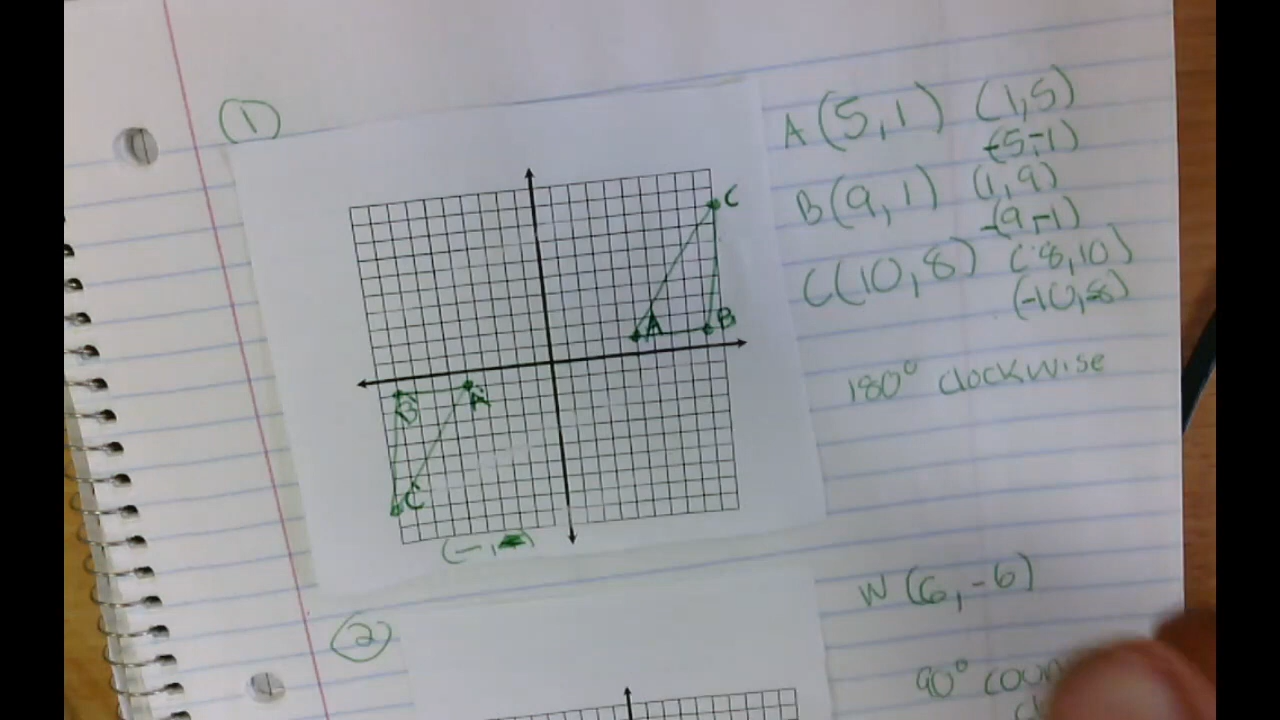 1
A (5,1) (1,5)
(-5,-1)
B (9,1) (1,9)
(-9,-1)
C (10,8) (-8,10)
(-10,-8)
180° clockwise
C
A
B
B'
A'
C'
2
W (6,-6)
90°